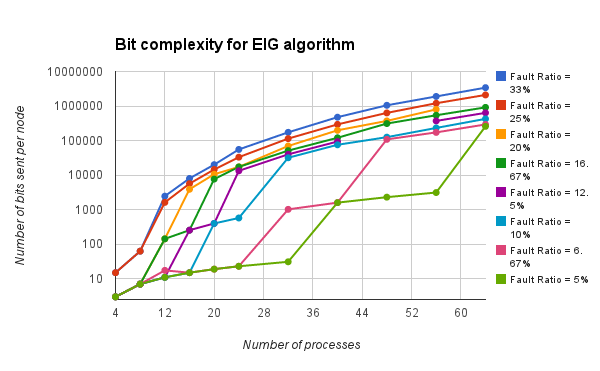 Bit complexity for EIG algorithm
10000000
1000000
100000
10000
1000
100
10
Number of bits sent per node
4
12
20
28
36
44
52
60
Number of processes
Fault Ratio =
33%
Fault Ratio =
25%
Fault Ratio =
20%
Fault Ratio = 16.
67%
Fault Ratio = 12.
5%
Fault Ratio =
10%
Fault Ratio = 6.
67%
Fault Ratio = 5%